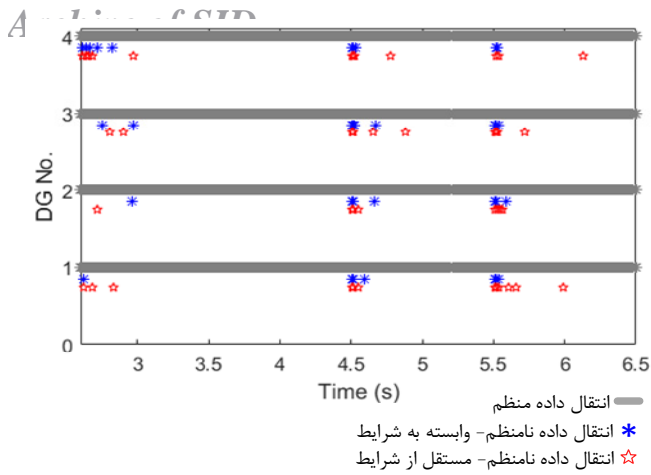 Archive of SID
4
3
2
1
0
DG No.
3 3.5 4 4.5 5 5.5 6 6.5
Time (s)
انتقال داده منظم
انتقال داده نامنظم- وابسته به شرایط
انتقال داده نامنظم- مستقل از شرایط